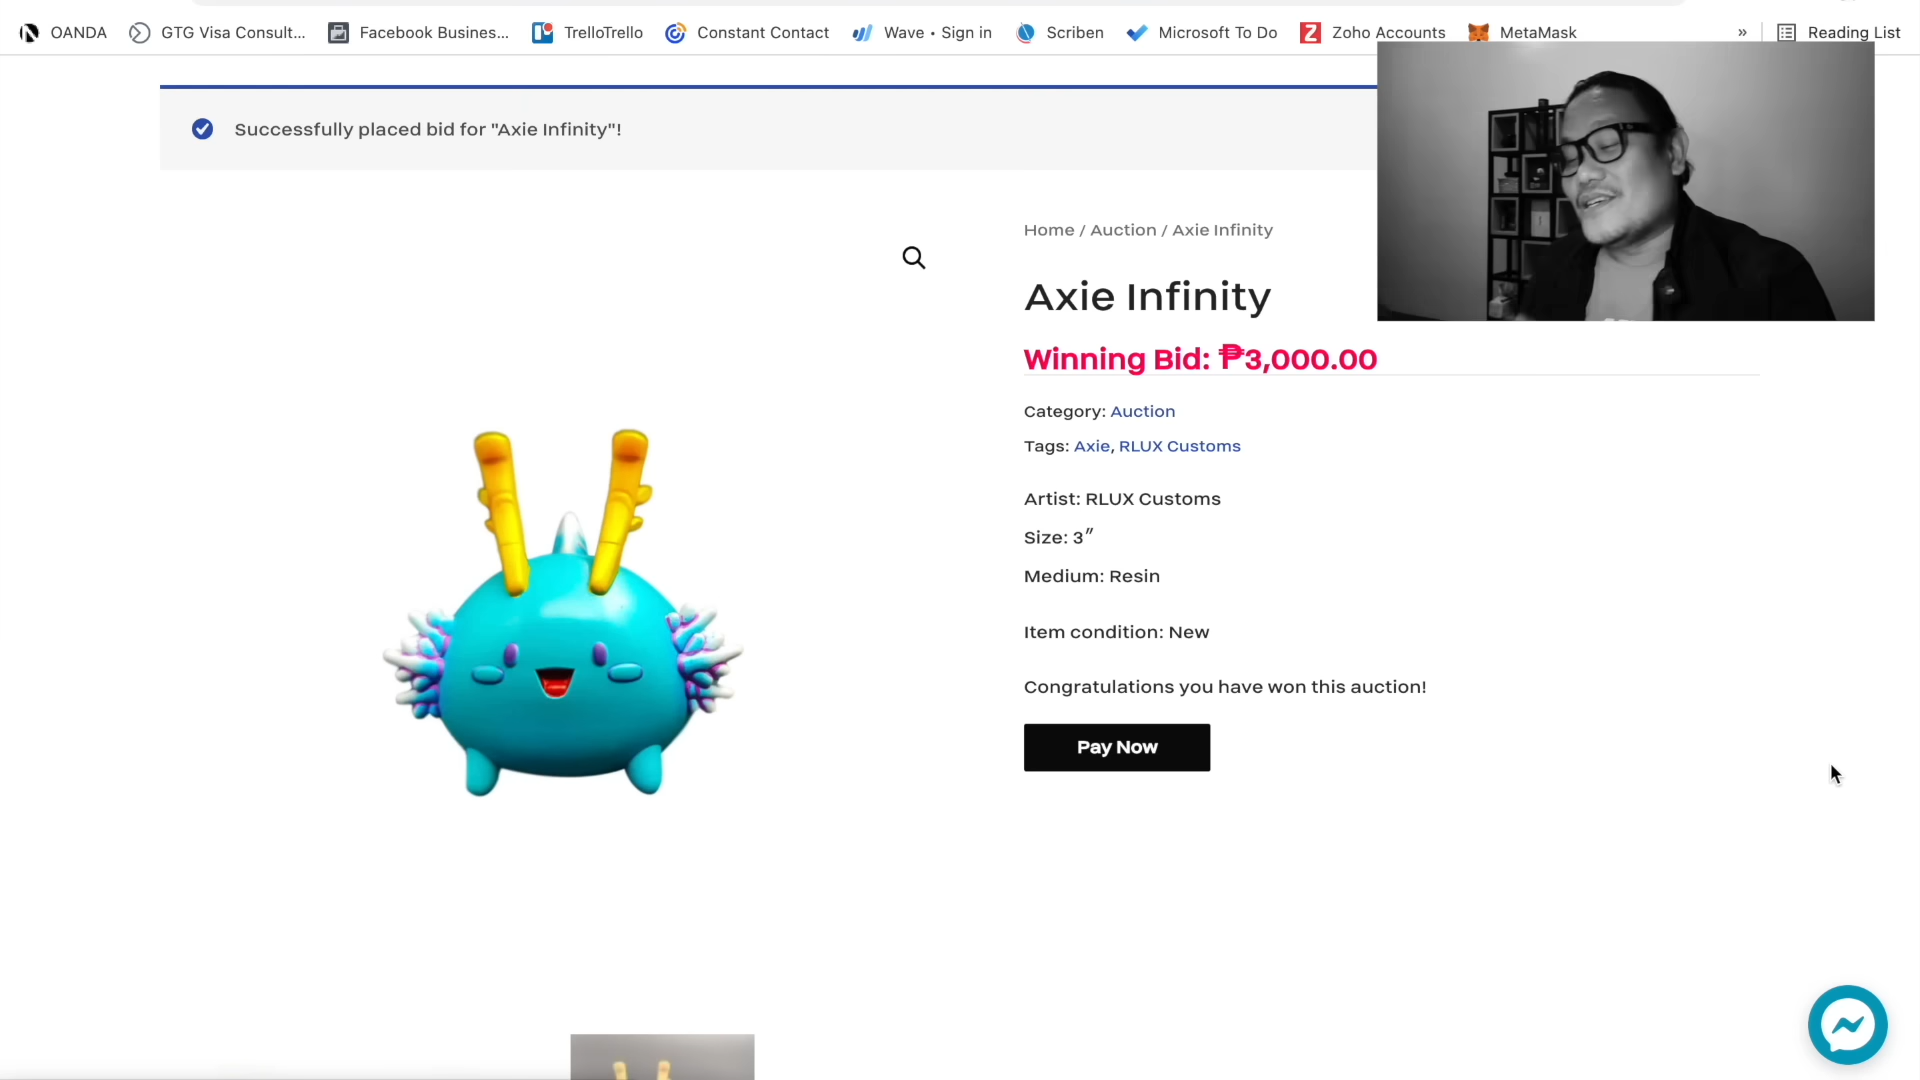 OANDA GTG Visa Consult... Facebook Busines... TrelloTrello Constant Contact Wave • Sign in Scriben Microsoft To Do Zoho Accounts MetaMask » Reading List
Successfully placed bid for "Axie Infinity"!
Home / Auction / Axie Infinity
Axie Infinity
Winning Bid: ₱3,000.00
Category: Auction
Tags: Axie, RLUX Customs
Artist: RLUX Customs
Size: 3″
Medium: Resin
Item condition: New
Congratulations you have won this auction!
Pay Now